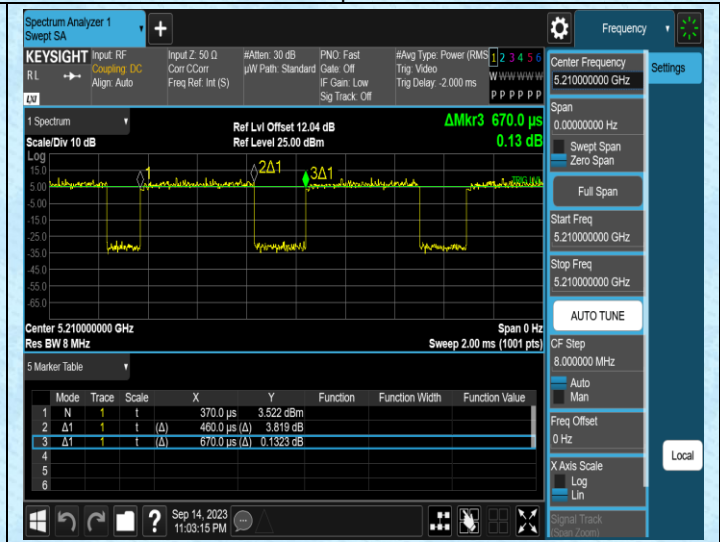 Spectrum Analyzer 1
Swept SA
Frequency
KEYSIGHT
RL
LXI
Input: RF
Coupling: DC
Align: Auto
Input Z: 50 Ω
Corr CCorr
Freq Ref: Int (S)
#Atten: 30 dB
µW Path: Standard
PNO: Fast
Gate: Off
IF Gain: Low
Sig Track: Off
#Avg Type: Power (RMS
Trig: Video
Trig Delay: -2.000 ms
1 2 3 4 5 6
W W W W W W
P P P P P P
1 Spectrum
Scale/Div 10 dB
Ref Lvl Offset 12.04 dB
Ref Level 25.00 dBm
ΔMkr3 670.0 µs
0.13 dB
Log
15.0
5.00
-5.00
-15.0
-25.0
-35.0
-45.0
-55.0
-65.0
1
2Δ1
3Δ1
Center 5.210000000 GHz
Res BW 8 MHz
Span 0 Hz
Sweep 2.00 ms (1001 pts)
5 Marker Table
Mode Trace Scale X Y Function Function Width Function Value
1 N 1 t 370.0 µs 3.522 dBm
2 Δ1 1 t (Δ) 460.0 µs (Δ) 3.819 dB
3 Δ1 1 t (Δ) 670.0 µs (Δ) 0.1323 dB
4
5
6
?
Sep 14, 2023
11:03:15 PM
Center Frequency
5.210000000 GHz
Span
0.00000000 Hz
Swept Span
Zero Span
Full Span
Start Freq
5.210000000 GHz
Stop Freq
5.210000000 GHz
AUTO TUNE
CF Step
8.000000 MHz
Auto
Man
Freq Offset
0 Hz
X Axis Scale
Log
Lin
Signal Track
(Span Zoom)
Settings
Local